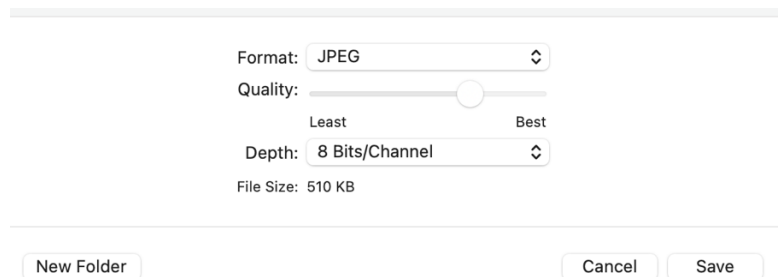 Format: JPEG
Quality:
Least Best
Depth: 8 Bits/Channel
File Size: 510 KB
New Folder Cancel Save